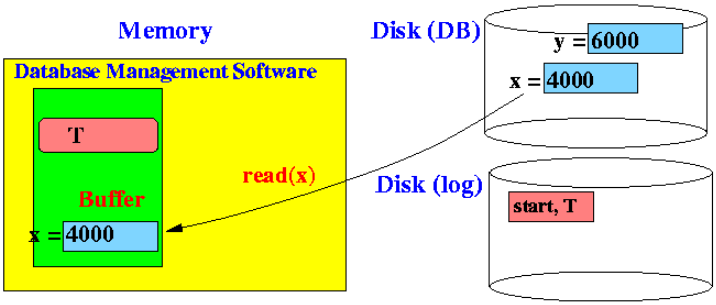 Memory
Disk (DB)
y = 6000
Database Management Software
x = 4000
T
read(x)
Disk (log)
Buffer
start, T
x = 4000